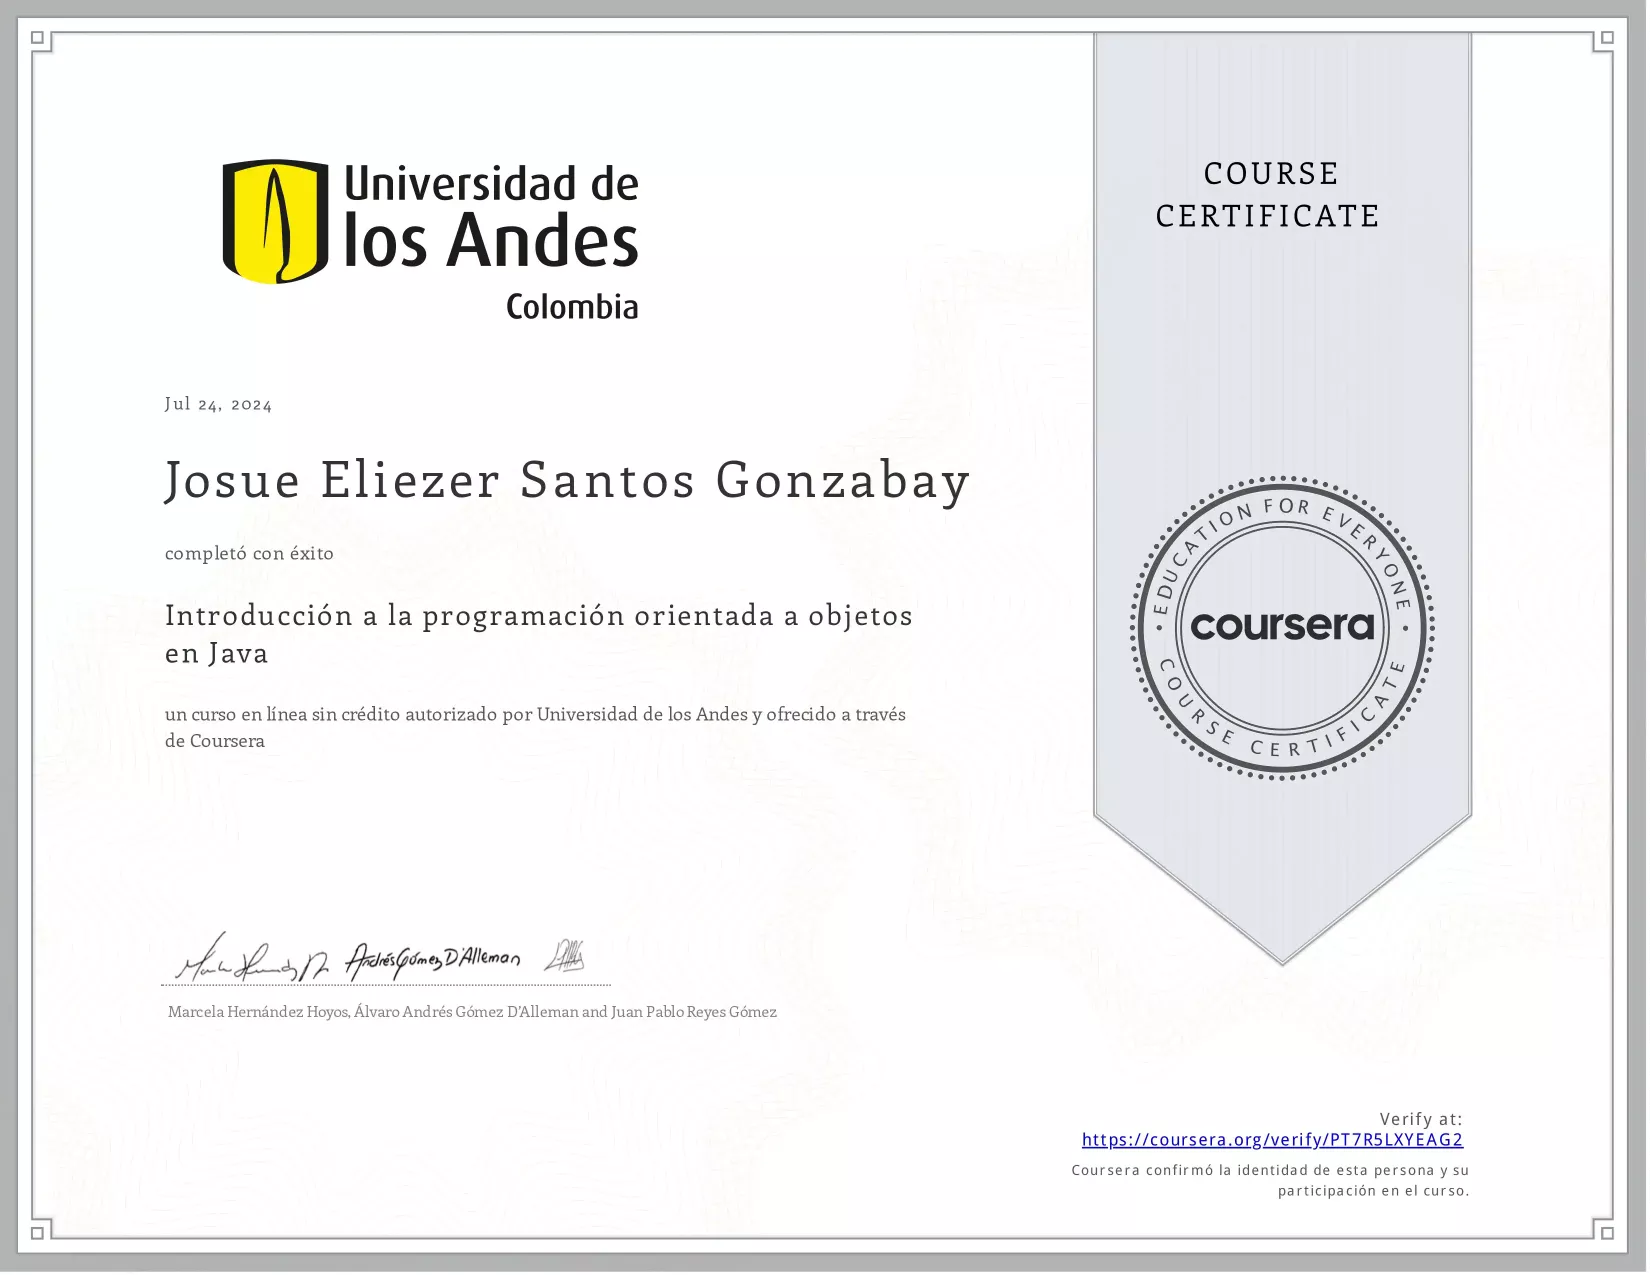 Universidad de
los Andes
Colombia
COURSE
CERTIFICATE
Jul 24, 2024
Josue Eliezer Santos Gonzabay
completó con éxito
Introducción a la programación orientada a objetos
en Java
un curso en línea sin crédito autorizado por Universidad de los Andes y ofrecido a través
de Coursera
EDUCATION FOR EVERYONE
coursera
COURSE CERTIFICATE
Andrés Gómez D'Alleman
Marcela Hernández Hoyos, Álvaro Andrés Gómez D'Alleman and Juan Pablo Reyes Gómez
Verify at:
https://coursera.org/verify/PT7R5LXYEAG2
Coursera confirmó la identidad de esta persona y su
participación en el curso.